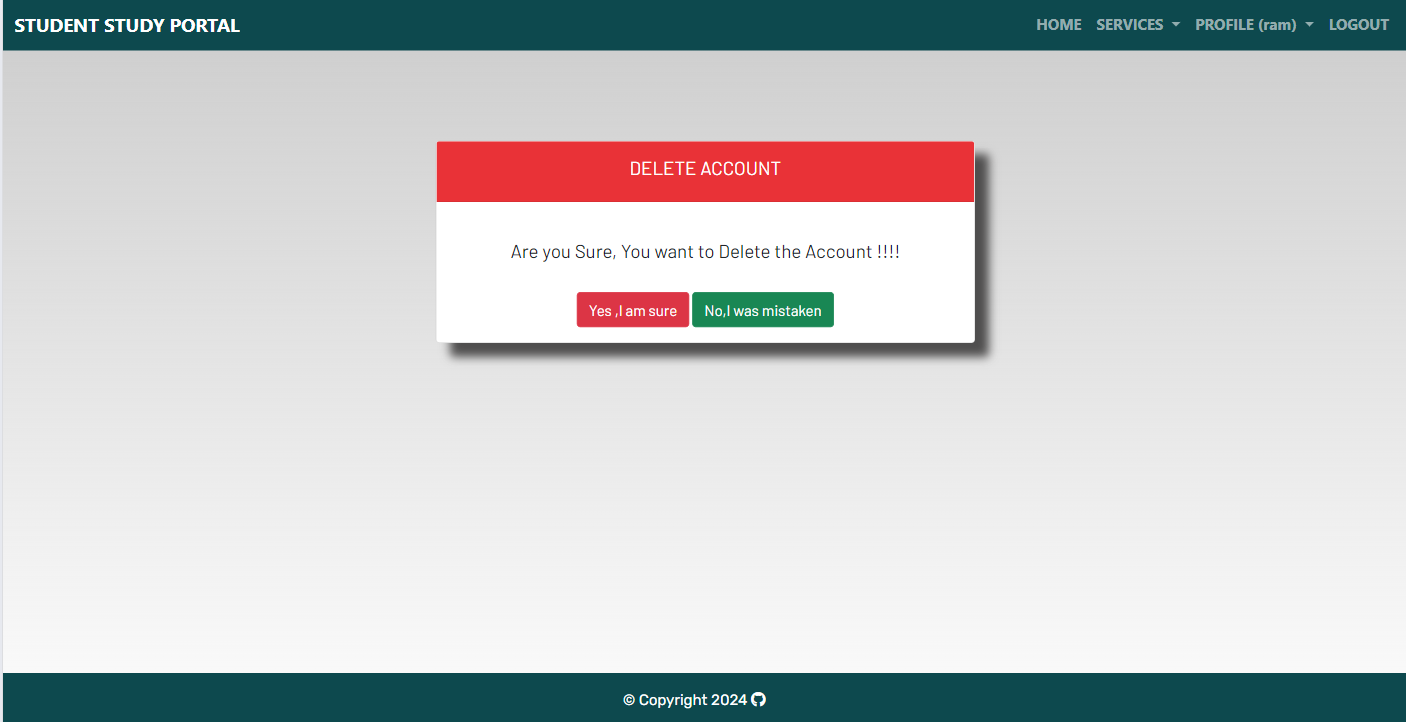 STUDENT STUDY PORTAL HOME SERVICES PROFILE (ram) LOGOUT
DELETE ACCOUNT
Are you Sure, You want to Delete the Account !!!!
Yes ,I am sure No,I was mistaken
© Copyright 2024